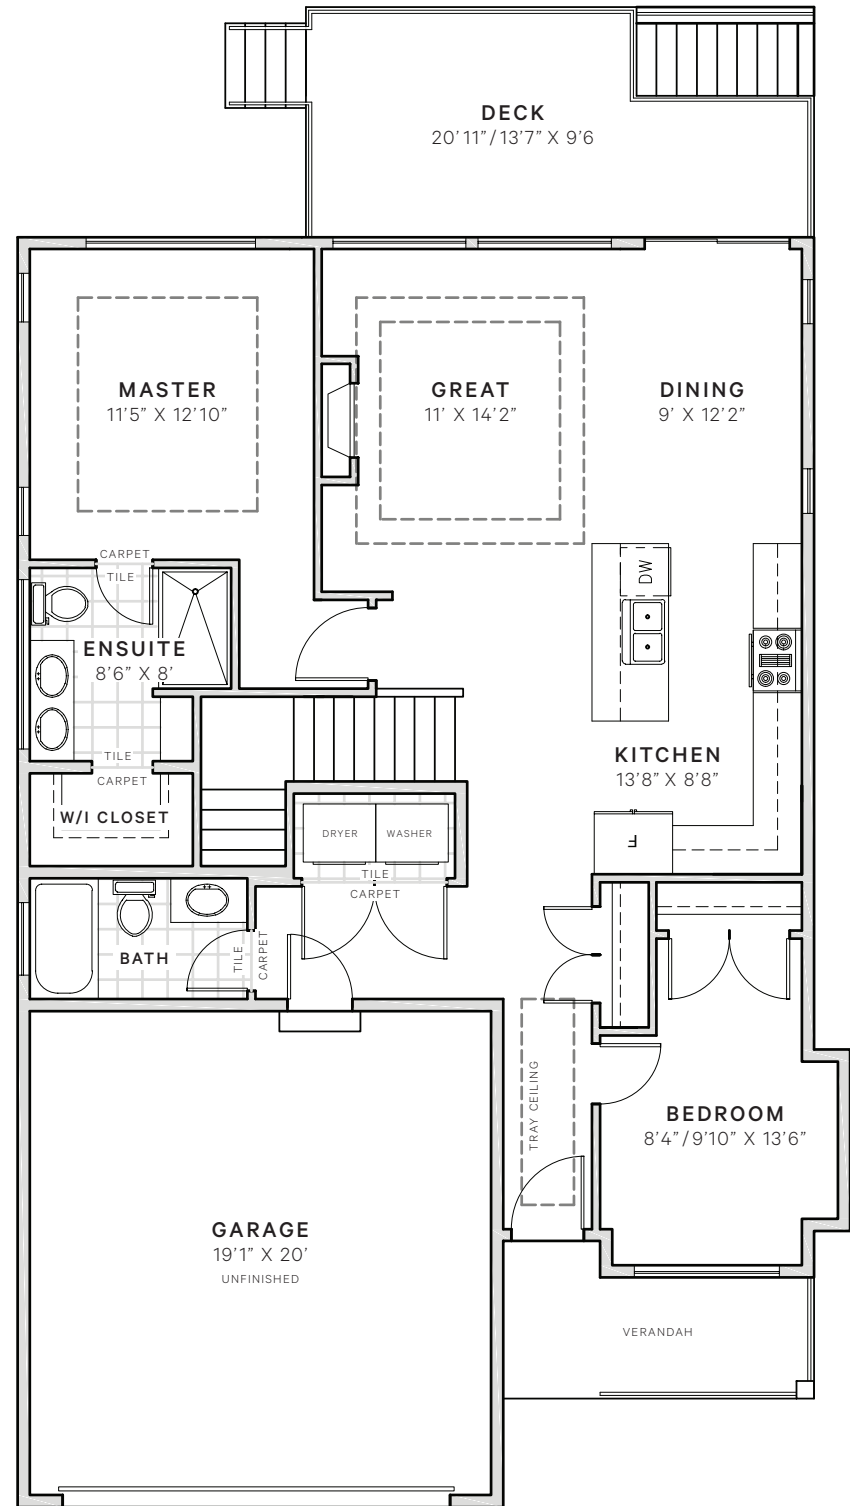 DECK
20'11"/13'7" X 9'6
MASTER
11'5" X 12'10"
GREAT
11' X 14'2"
DINING
9' X 12'2"
CARPET
TILE
DW
ENSUITE
8'6" X 8'
TILE
CARPET
KITCHEN
13'8" X 8'8"
W/I CLOSET
DRYER
WASHER
F
TILE
CARPET
BATH
TILE
CARPET
TRAY CEILING
BEDROOM
8'4"/9'10" X 13'6"
GARAGE
19'1" X 20'
UNFINISHED
VERANDAH